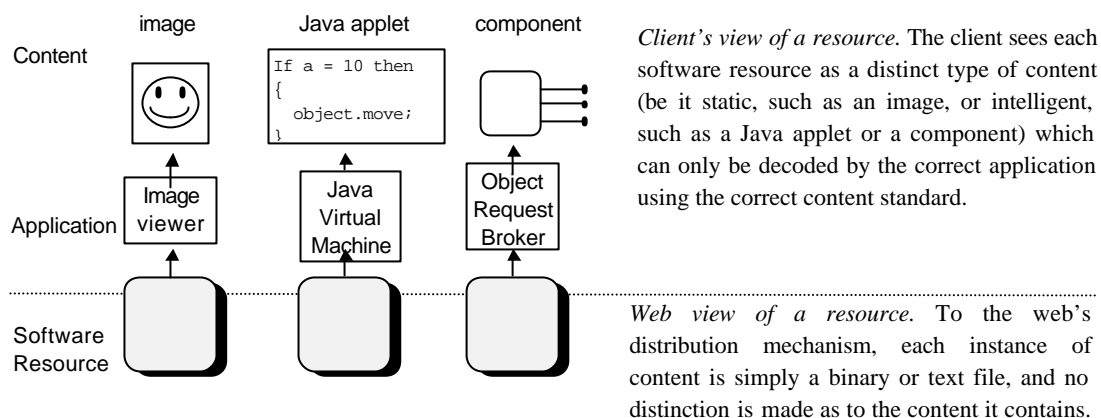 image
Java applet
component
Content
If a = 10 then
{
object.move;
}
Application
Image
viewer
Java
Virtual
Machine
Object
Request
Broker
Software
Resource
Client's view of a resource. The client sees each
software resource as a distinct type of content
(be it static, such as an image, or intelligent,
such as a Java applet or a component) which
can only be decoded by the correct application
using the correct content standard.
Web view of a resource. To the web's
distribution mechanism, each instance of
content is simply a binary or text file, and no
distinction is made as to the content it contains.